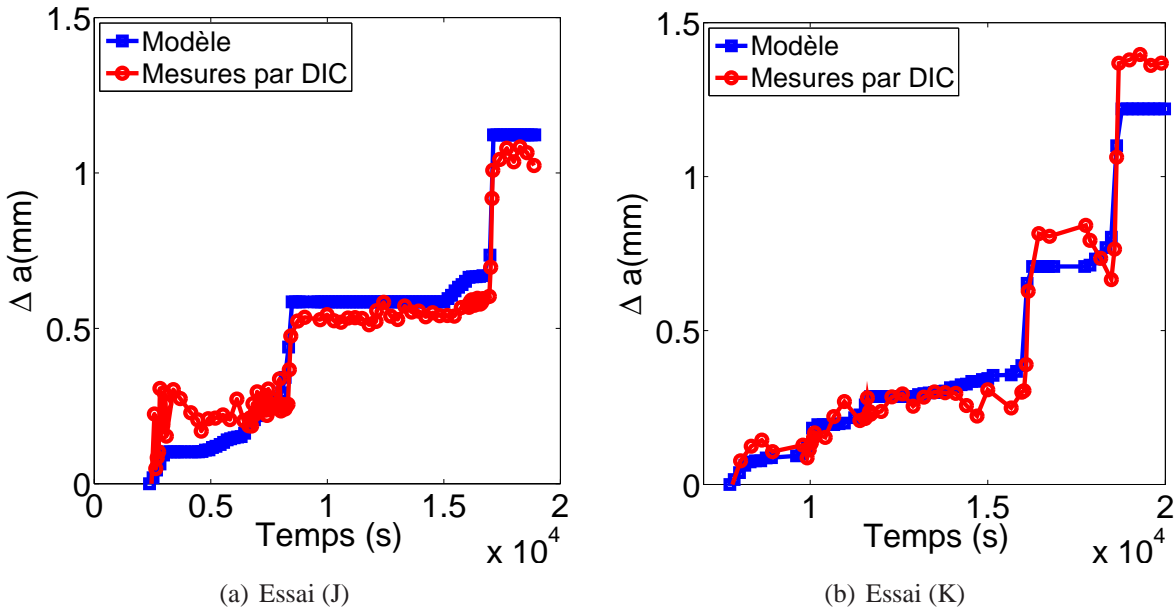 1.5
1
0.5
0
Δ a(mm)
Modèle
Mesures par DIC
0
0.5
1
1.5
2
Temps (s)
x 10^4
(a) Essai (J)
1.5
1
0.5
0
Δ a(mm)
Modèle
Mesures par DIC
1
1.5
2
Temps (s)
x 10^4
(b) Essai (K)